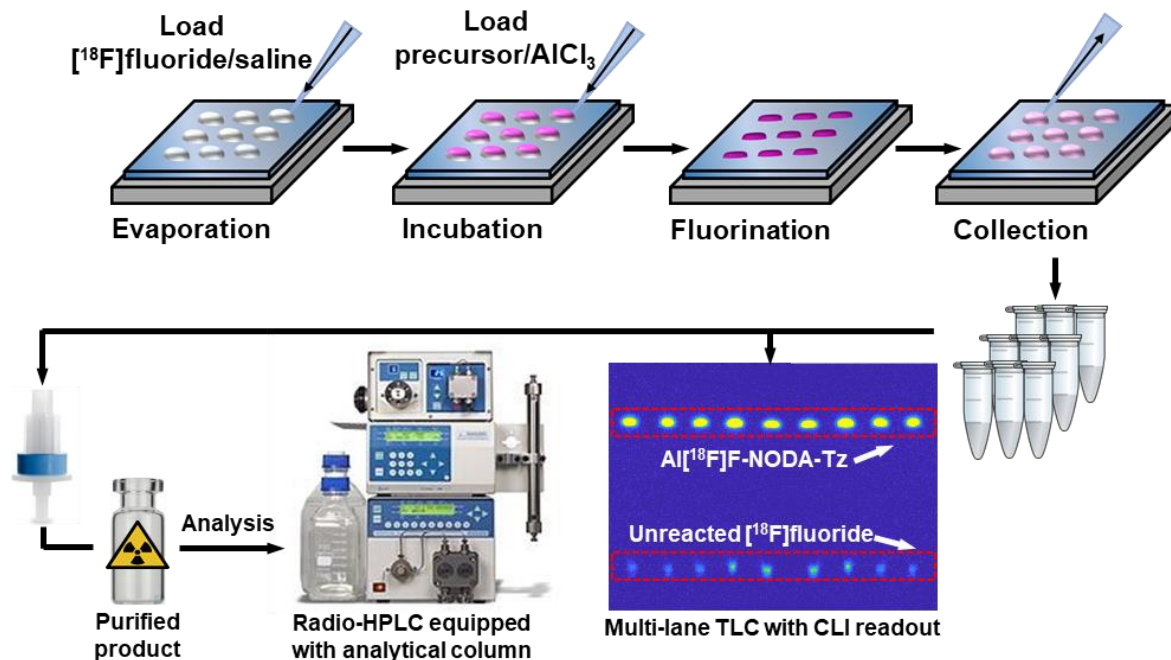 Load
[¹⁸F]fluoride/saline
Load
precursor/AlCl₃
Evaporation
Incubation
Fluorination
Collection
Al[¹⁸F]F-NODA-Tz
Unreacted [¹⁸F]fluoride
Analysis
Purified
product
Radio-HPLC equipped
with analytical column
Multi-lane TLC with CLI readout